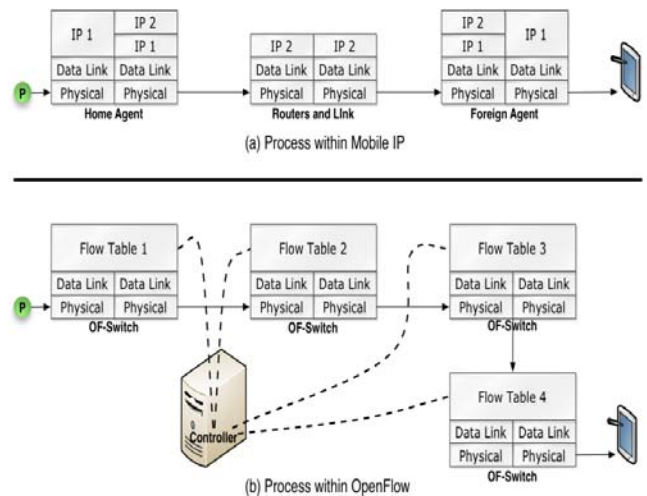 IP 1 IP 2
IP 1
Data Link Data Link
P Physical Physical
Home Agent
IP 2 IP 2
Data Link Data Link
Physical Physical
Routers and LInk
IP 2 IP 1
IP 1
Data Link Data Link
Physical Physical
Foreign Agent
(a) Process within Mobile IP
Flow Table 1
Data Link Data Link
P Physical Physical
OF-Switch
Flow Table 2
Data Link Data Link
Physical Physical
OF-Switch
Flow Table 3
Data Link Data Link
Physical Physical
OF-Switch
Controller
Flow Table 4
Data Link Data Link
Physical Physical
OF-Switch
(b) Process within OpenFlow